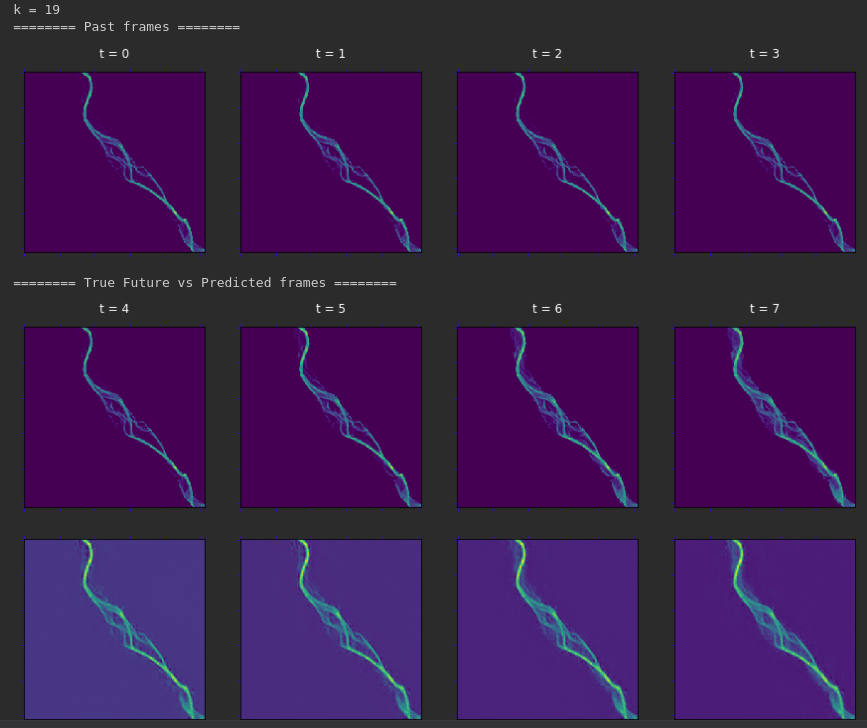 k = 19
======== Past frames ========
t = 0
t = 1
t = 2
t = 3
======== True Future vs Predicted frames ========
t = 4
t = 5
t = 6
t = 7